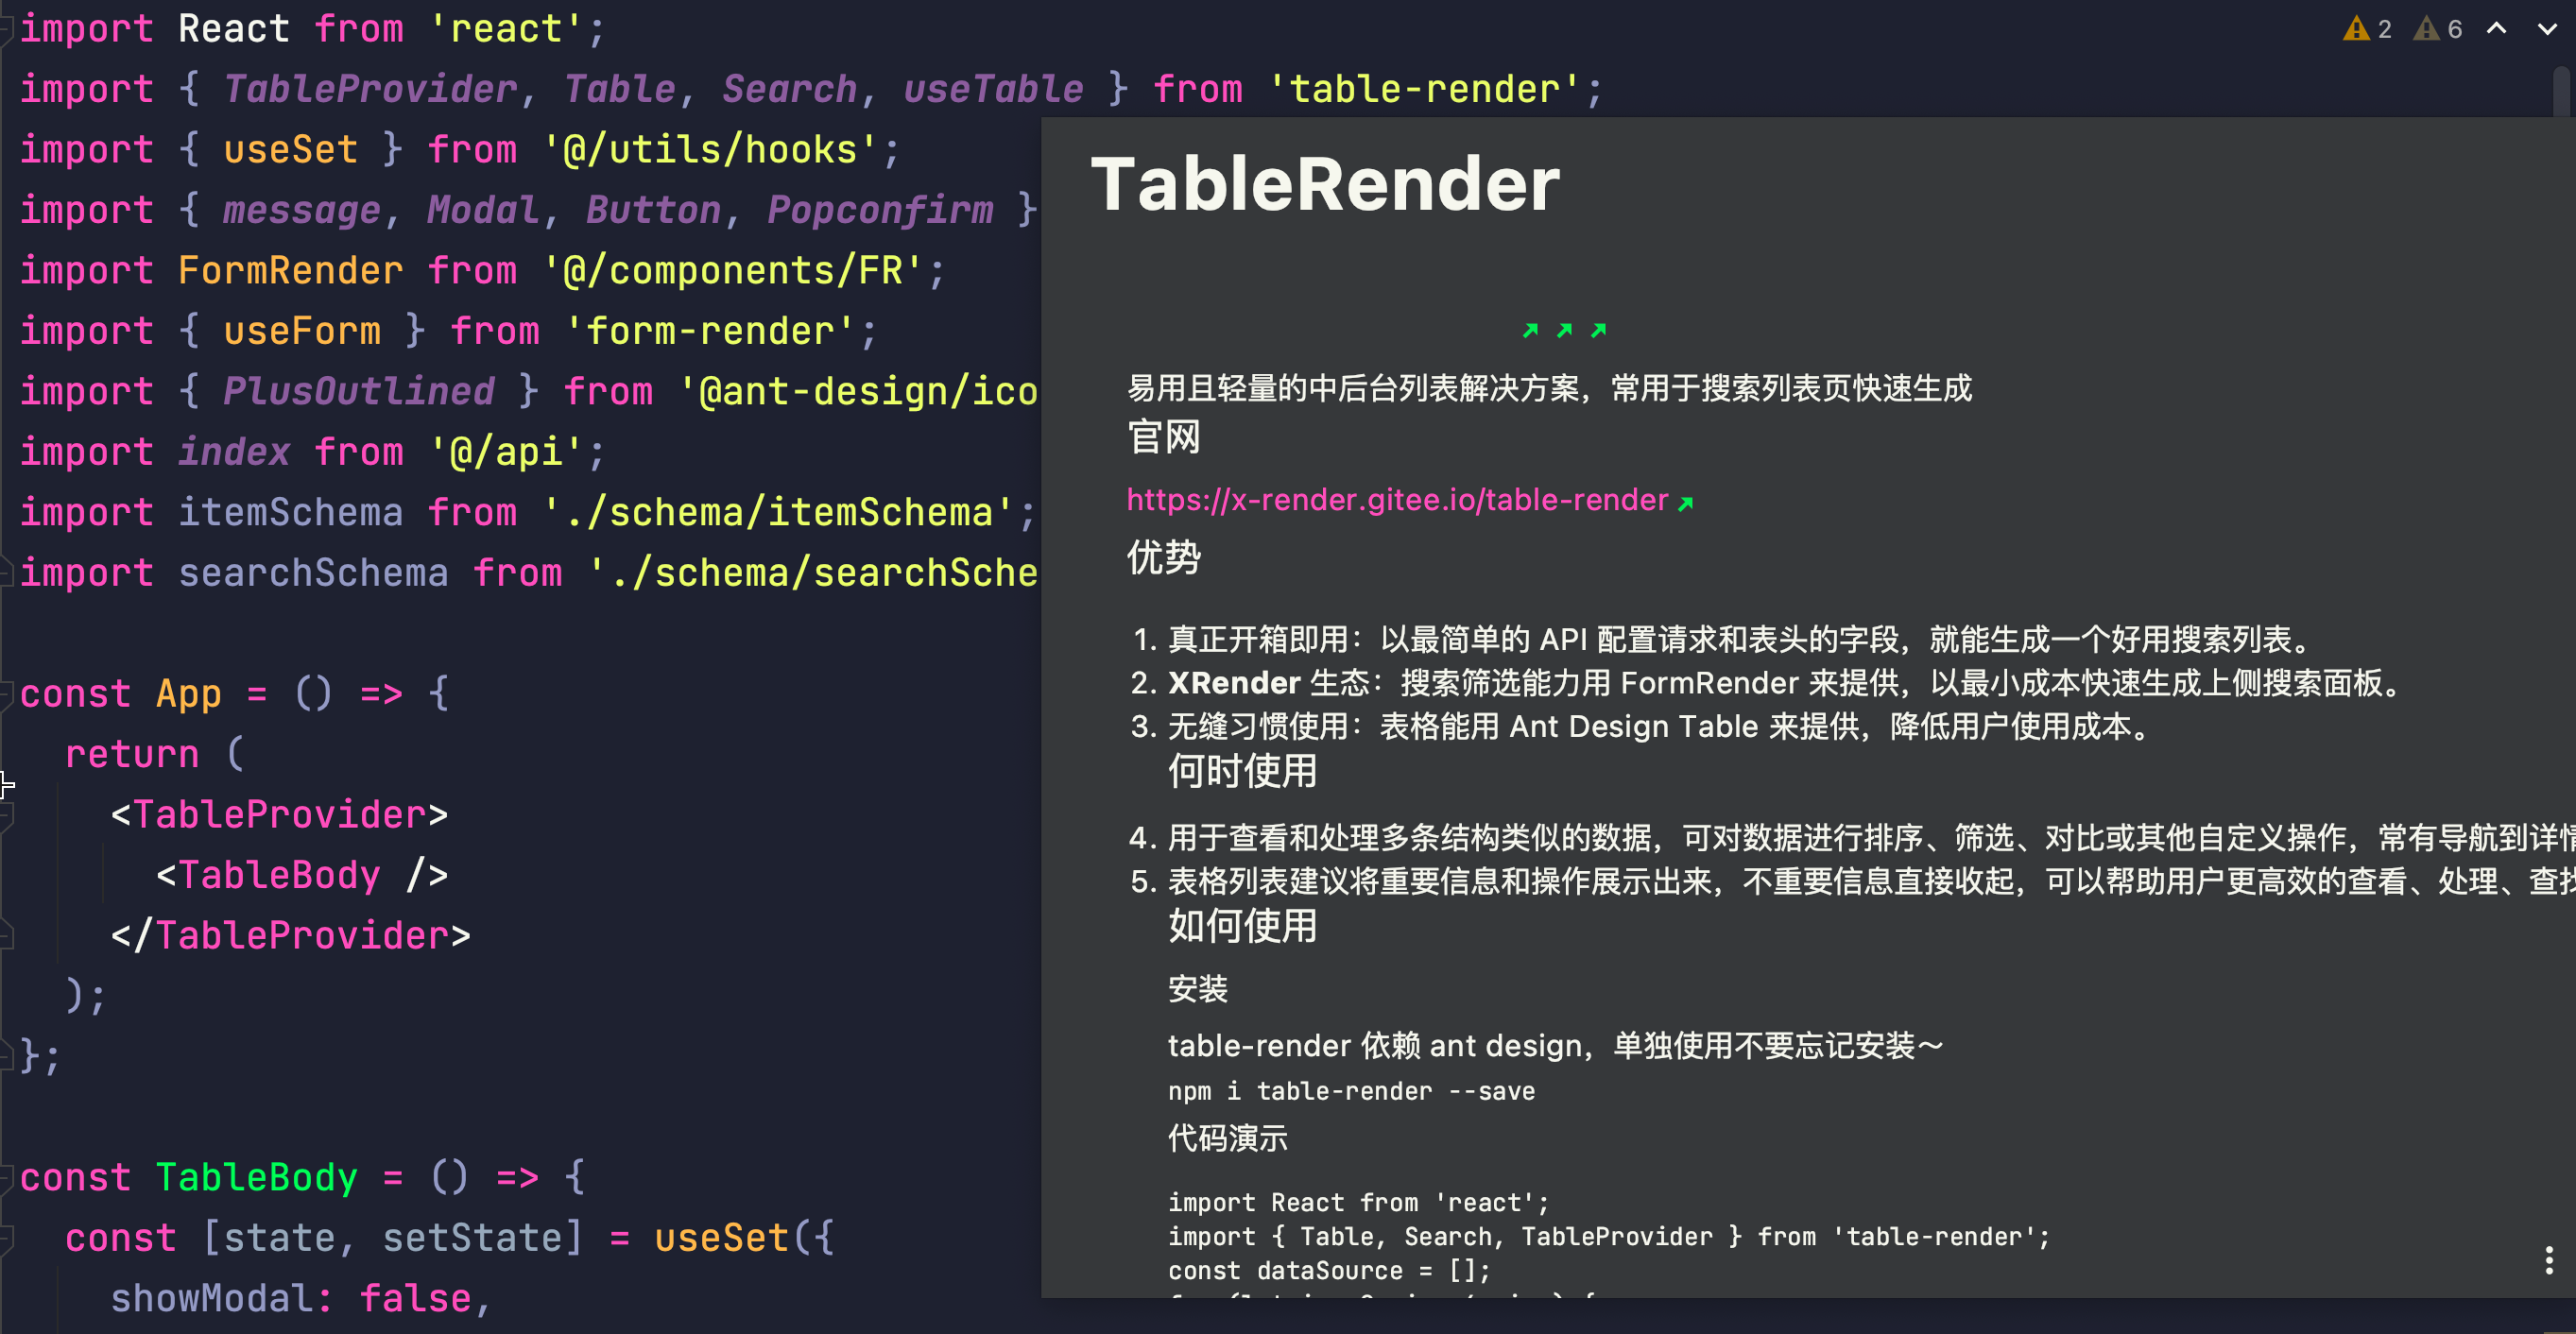 import React from 'react';
2 6
import { TableProvider, Table, Search, useTable } from 'table-render';
import { useSet } from '@/utils/hooks';
import { message, Modal, Button, Popconfirm }
import FormRender from '@/components/FR';
import { useForm } from 'form-render';
import { PlusOutlined } from '@ant-design/ico
import index from '@/api';
import itemSchema from './schema/itemSchema';
import searchSchema from './schema/searchSche
const App = () => {
return (
<TableProvider>
<TableBody />
</TableProvider>
);
};
const TableBody = () => {
const [state, setState] = useSet({
showModal: false,
TableRender
易用且轻量的中后台列表解决方案，常用于搜索列表页快速生成
官网
https://x-render.gitee.io/table-render
优势
1. 真正开箱即用：以最简单的 API 配置请求和表头的字段，就能生成一个好用搜索列表。
2. XRender 生态：搜索筛选能力用 FormRender 来提供，以最小成本快速生成上侧搜索面板。
3. 无缝习惯使用：表格能用 Ant Design Table 来提供，降低用户使用成本。
何时使用
4. 用于查看和处理多条结构类似的数据，可对数据进行排序、筛选、对比或其他自定义操作，常有导航到详情
5. 表格列表建议将重要信息和操作展示出来，不重要信息直接收起，可以帮助用户更高效的查看、处理、查找
如何使用
安装
table-render 依赖 ant design，单独使用不要忘记安装～
npm i table-render --save
代码演示
import React from 'react';
import { Table, Search, TableProvider } from 'table-render';
const dataSource = [];